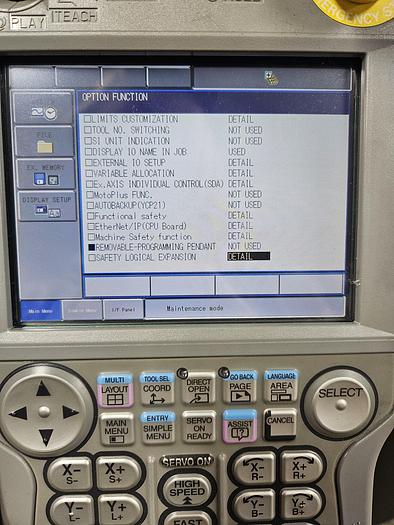 PLAY
TEACH
EMERGENCY S
OPTION FUNCTION
LIMITS CUSTOMIZATION DETAIL
TOOL NO. SWITCHING NOT USED
SI UNIT INDICATION NOT USED
DISPLAY IO NAME IN JOB USED
EXTERNAL IO SETUP DETAIL
VARIABLE ALLOCATION DETAIL
Ex.AXIS INDIVIDUAL CONTROL(SDA) DETAIL
MotoPlus FUNC. NOT USED
AUTOBACKUP(YCP21) NOT USED
Functional safety DETAIL
EtherNet/IP(CPU Board) DETAIL
Machine Safety function DETAIL
REMOVABLE-PROGRAMMING PENDANT NOT USED
SAFETY LOGICAL EXPANSION DETAIL
FILE
EX. MEMORY
DISPLAY SETUP
Main Menu
Simple Menu
I/F Panel
Maintenance mode
MULTI
LAYOUT
TOOL SEL
COORD
DIRECT
OPEN
GO BACK
PAGE
LANGUAGE
AREA
SELECT
MAIN
MENU
ENTRY
SIMPLE
MENU
SERVO
ON
READY
ASSIST
CANCEL
SERVO ON
X-
S-
X+
S+
HIGH
SPEED
X-
R-
X+
R+
Y-
L-
Y+
L+
FAST
Y-
B-
Y+
B+